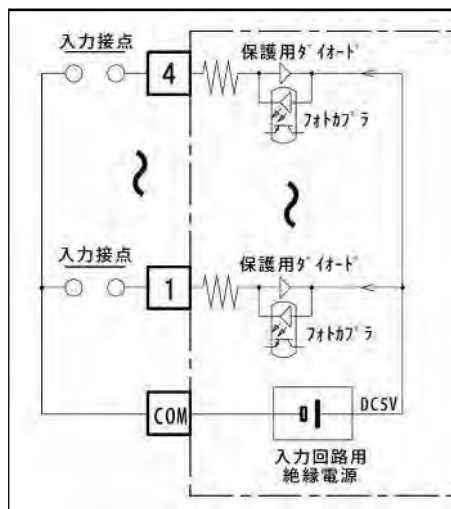 入力接点
4
保護用ダイオード
フォトカプラ
入力接点
1
保護用ダイオード
フォトカプラ
COM
DC5V
入力回路用
絶縁電源